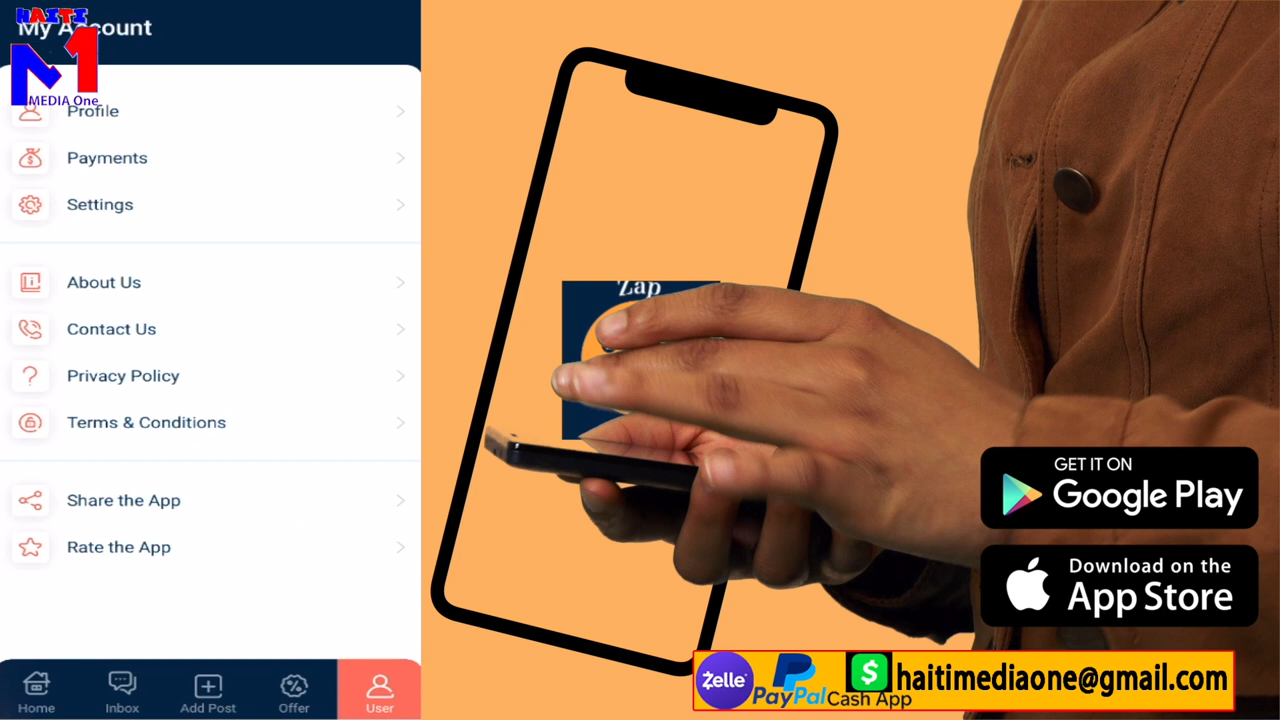 HAITI
My Account
M1
MEDIA One
Profile
Payments
Settings
About Us
Contact Us
Privacy Policy
Terms & Conditions
Share the App
Rate the App
Home
Inbox
Add Post
Offer
User
Zap
GET IT ON
Google Play
Download on the
App Store
Zelle
PayPal
$
Cash App
haitimediaone@gmail.com